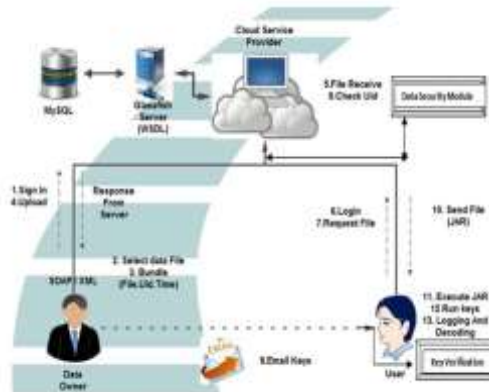 Cloud Service
Provider
MySQL
Glassfish
Server
(WSDL)
5.File Receive
8.Check Uid
Data Security Module
1.Sign In
4.Upload
Response
From
Server
6.Login
7.Request File
10. Send File
(JAR)
2. Select data File
3. Bundle
(File.Uid.Time)
SOAP / XML
11. Execute JAR
12 Run keys
13. Logging And
Decoding
9.Email Keys
Key Verification
Data
Owner
User